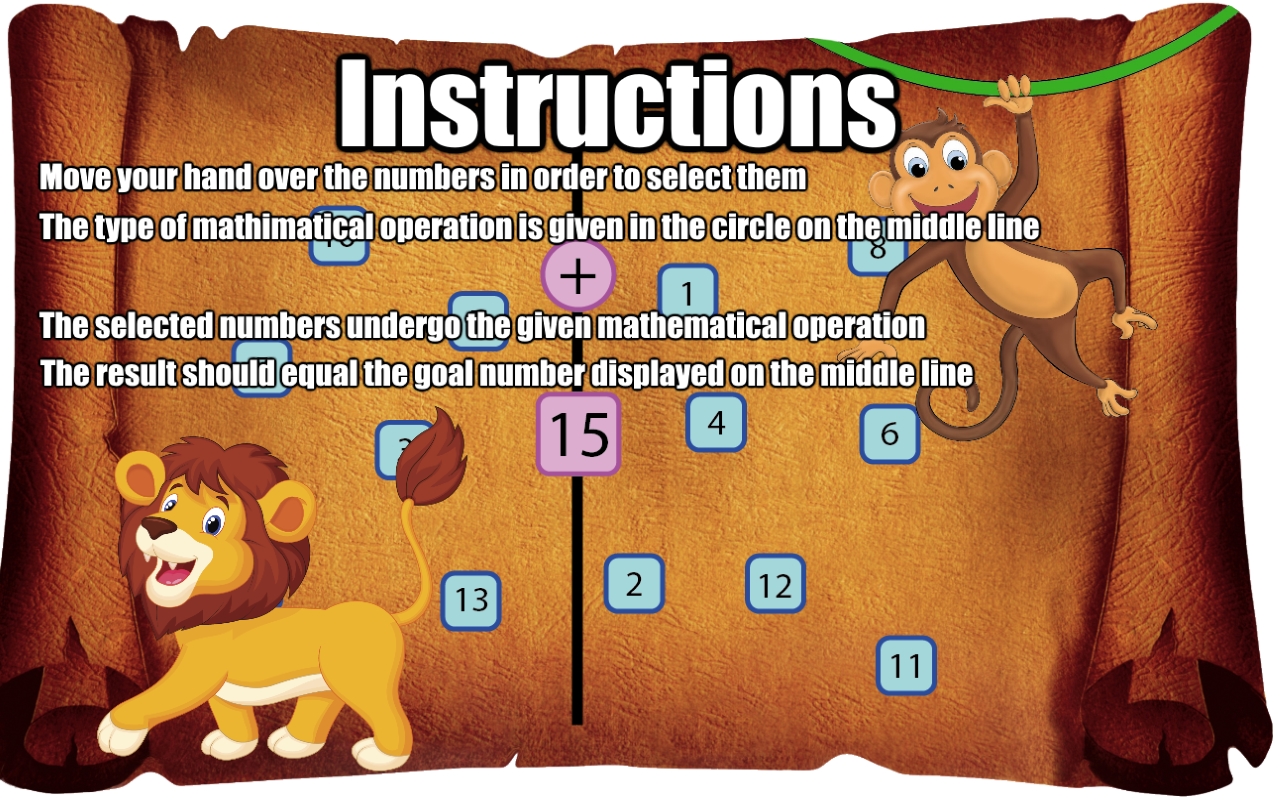 Instructions
Move your hand over the numbers in order to select them
The type of mathimatical operation is given in the circle on the middle line
8
+
1
The selected numbers undergo the given mathematical operation
The result should equal the goal number displayed on the middle line
15
4
6
13
2
12
11